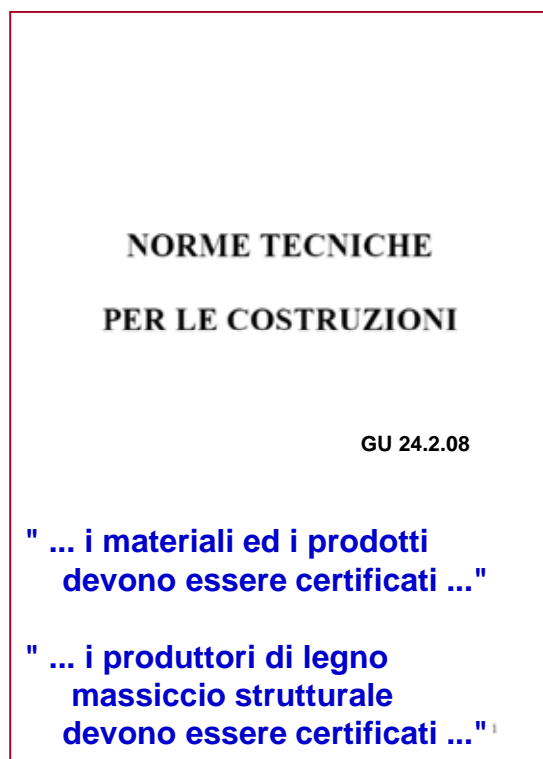 NORME TECNICHE
PER LE COSTRUZIONI
GU 24.2.08
" ... i materiali ed i prodotti
devono essere certificati ..."
" ... i produttori di legno
massiccio strutturale
devono essere certificati ..." 1